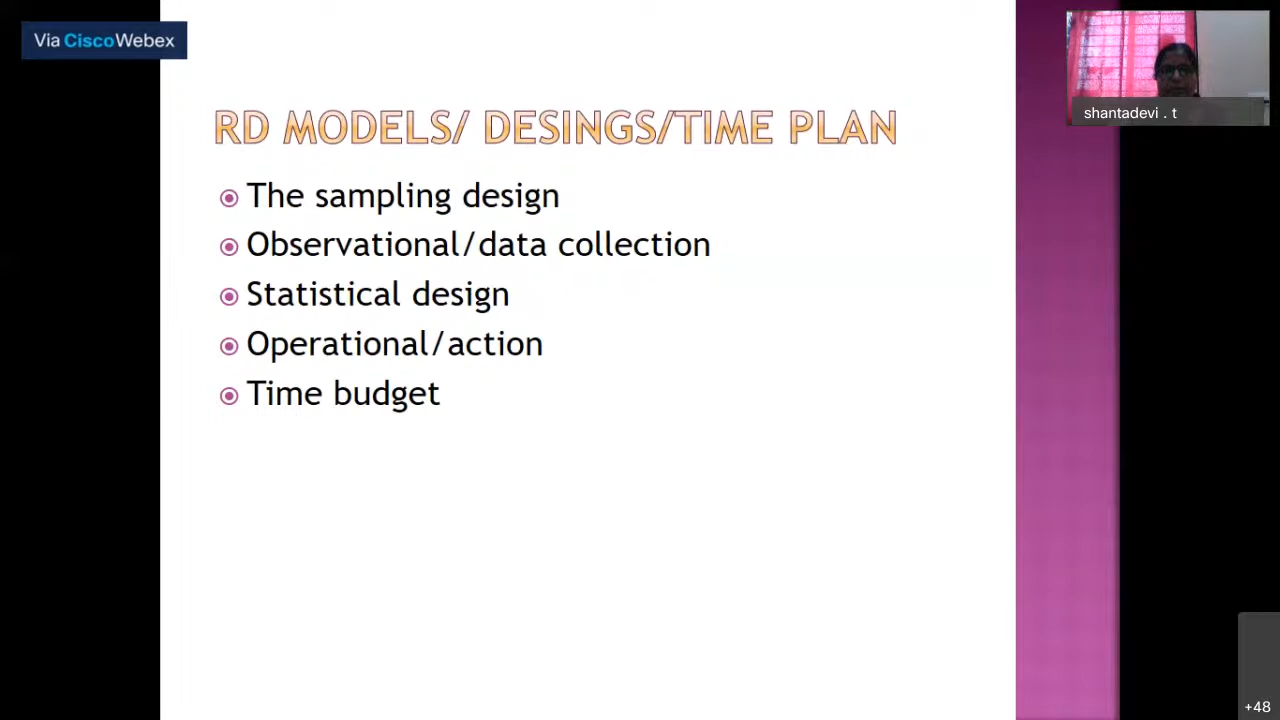 Via CiscoWebex
shantadevi . t
RD MODELS/ DESINGS/TIME PLAN
The sampling design
Observational/data collection
Statistical design
Operational/action
Time budget
+48